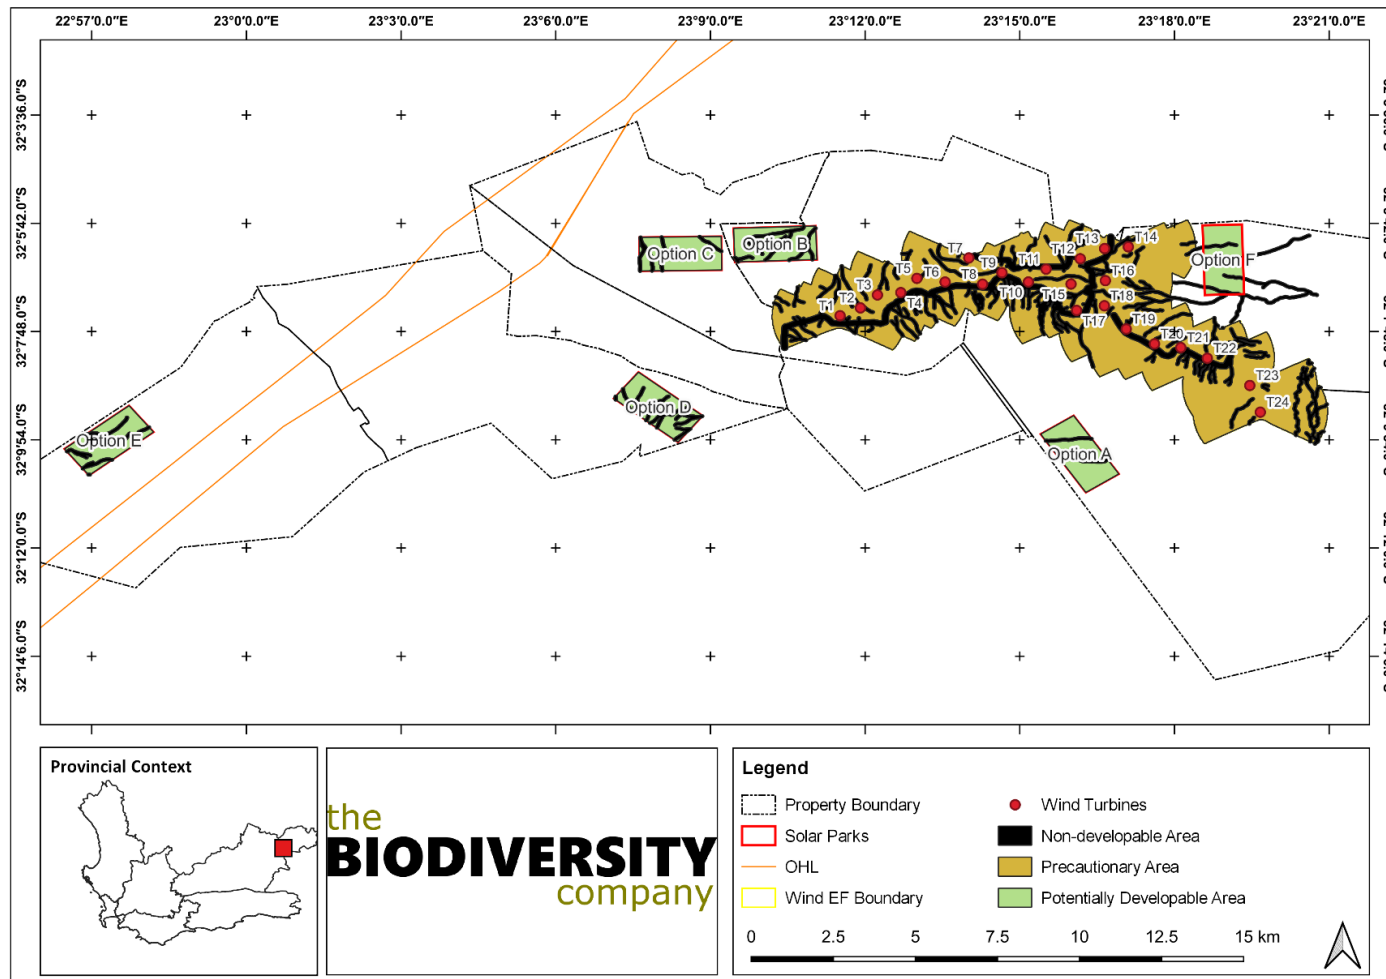 22°57'0.0"E 23°0'0.0"E 23°3'0.0"E 23°6'0.0"E 23°9'0.0"E 23°12'0.0"E 23°15'0.0"E 23°18'0.0"E 23°21'0.0"E
32°3'36.0"S
32°5'42.0"S
32°7'48.0"S
32°9'54.0"S
32°12'0.0"S
32°14'6.0"S
Option C
Option B
Option F
Option D
Option E
Option A
T1
T2
T3
T4
T5
T6
T7
T8
T9
T10
T11
T12
T13
T14
T15
T16
T17
T18
T19
T20
T21
T22
T23
T24
Provincial Context
the
BIODIVERSITY
company
Legend
Property Boundary
Solar Parks
OHL
Wind EF Boundary
Wind Turbines
Non-developable Area
Precautionary Area
Potentially Developable Area
0 2.5 5 7.5 10 12.5 15 km